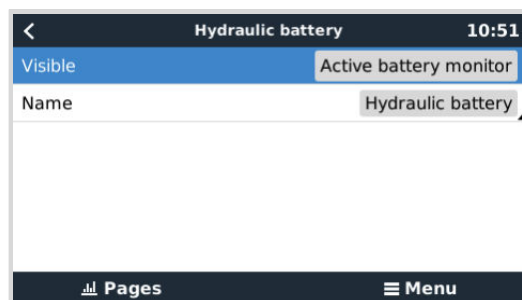 Hydraulic battery 10:51
Visible Active battery monitor
Name Hydraulic battery
Pages Menu